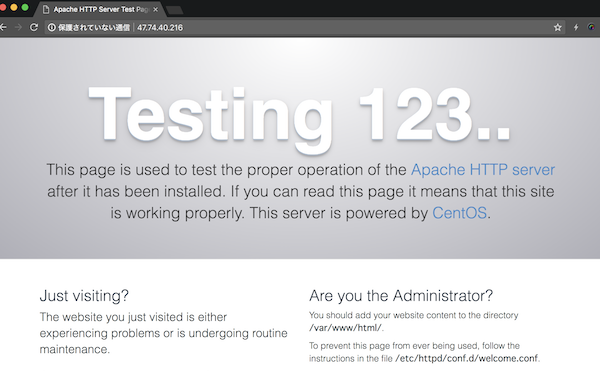 Apache HTTP Server Test Pag
保護されていない通信 47.74.40.216
Testing 123..
This page is used to test the proper operation of the Apache HTTP server
after it has been installed. If you can read this page it means that this site
is working properly. This server is powered by CentOS.
Just visiting?
The website you just visited is either
experiencing problems or is undergoing routine
maintenance.
Are you the Administrator?
You should add your website content to the directory
/var/www/html/.
To prevent this page from ever being used, follow the
instructions in the file /etc/httpd/conf.d/welcome.conf.